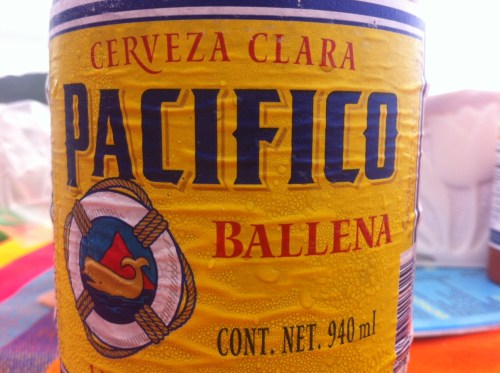 CERVEZA CLARA
PACIFICO
BALLENA
CONT. NET. 940 ml